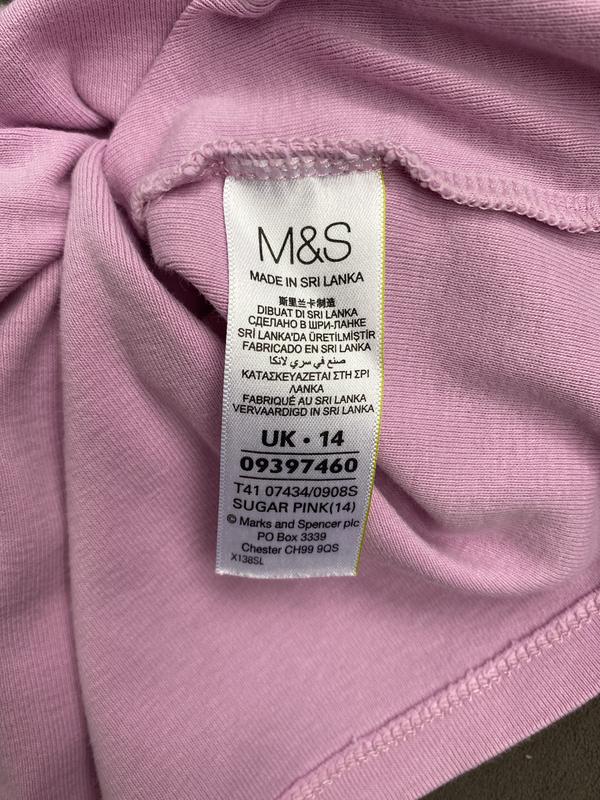 M&S
MADE IN SRI LANKA
斯里兰卡制造
DIBUAT DI SRI LANKA
СДЕЛАНО В ШРИ-ЛАНКЕ
SRİ LANKA'DA ÜRETİLMİŞTİR
FABRICADO EN SRI LANKA
صنع في سري لانكا
ΚΑΤΑΣΚΕΥΑΖΕΤΑΙ ΣΤΗ ΣΡΙ
ΛΑΝΚΑ
FABRIQUÉ AU SRI LANKA
VERVAARDIGD IN SRI LANKA
UK • 14
09397460
T41 07434/0908S
SUGAR PINK(14)
© Marks and Spencer plc
PO Box 3339
Chester CH99 9QS
X138SL